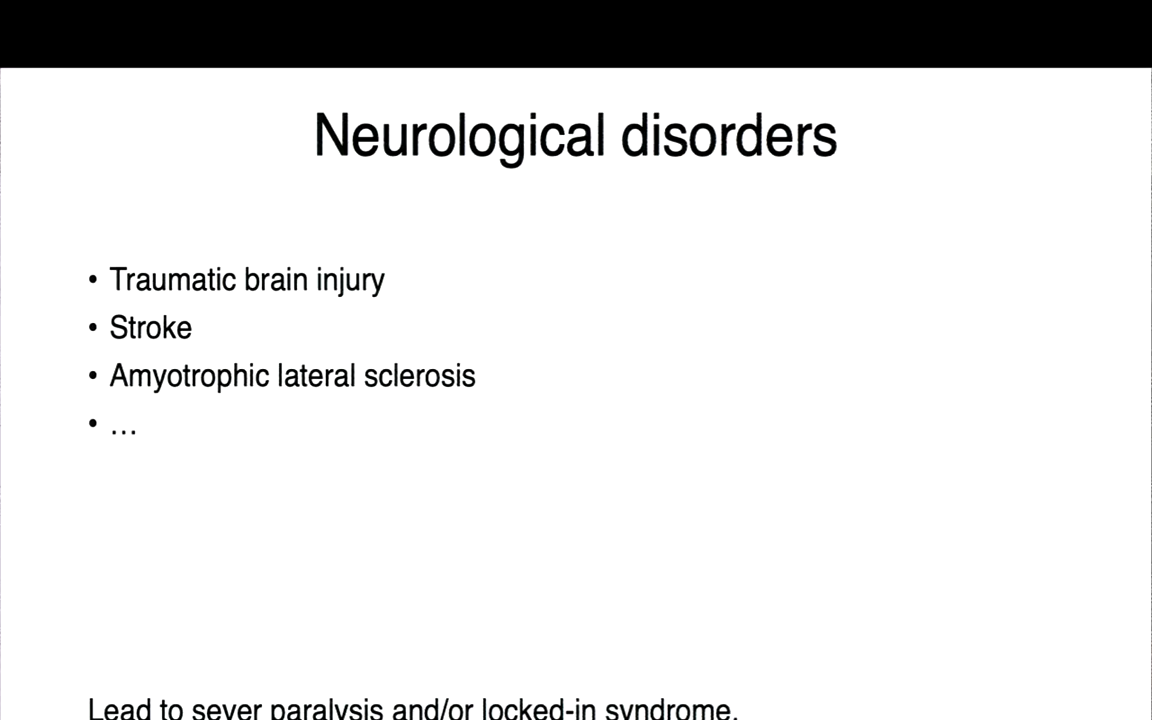 Neurological disorders
• Traumatic brain injury
• Stroke
• Amyotrophic lateral sclerosis
• …
Lead to sever paralysis and/or locked-in syndrome.